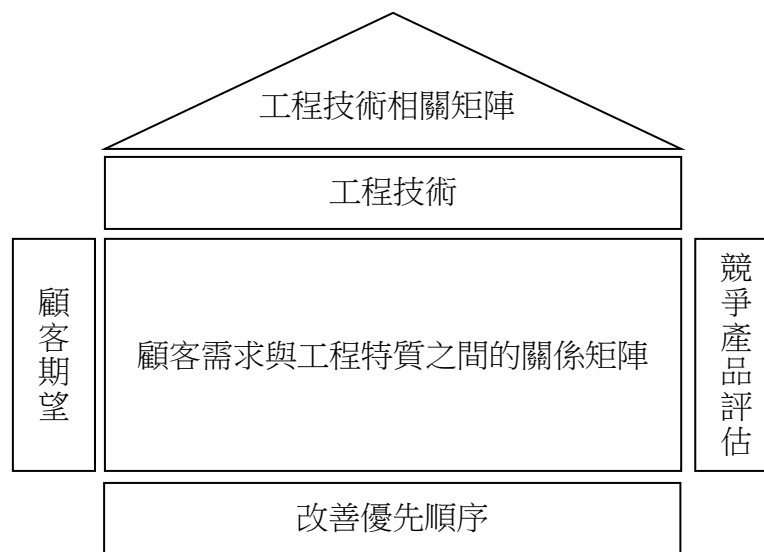 工程技術相關矩陣
工程技術
顧客期望
顧客需求與工程特質之間的關係矩陣
競爭產品評估
改善優先順序